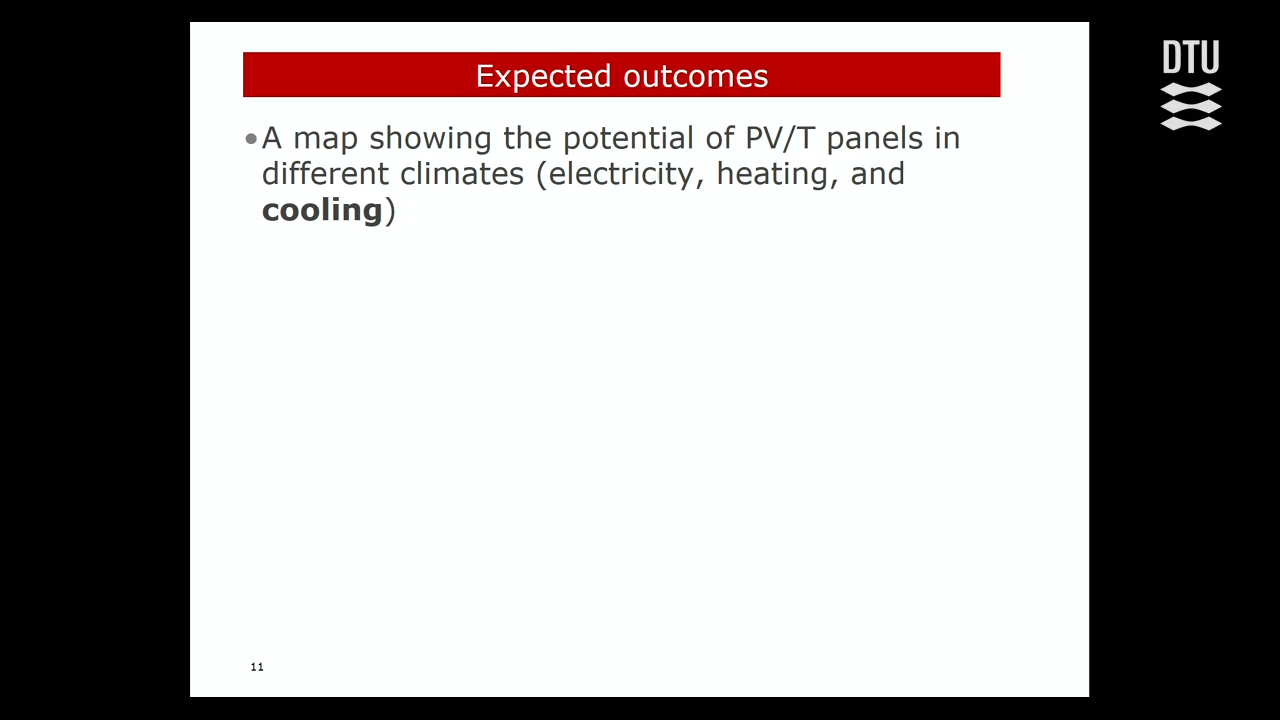 DTU
Expected outcomes
•A map showing the potential of PV/T panels in
different climates (electricity, heating, and
cooling)
11